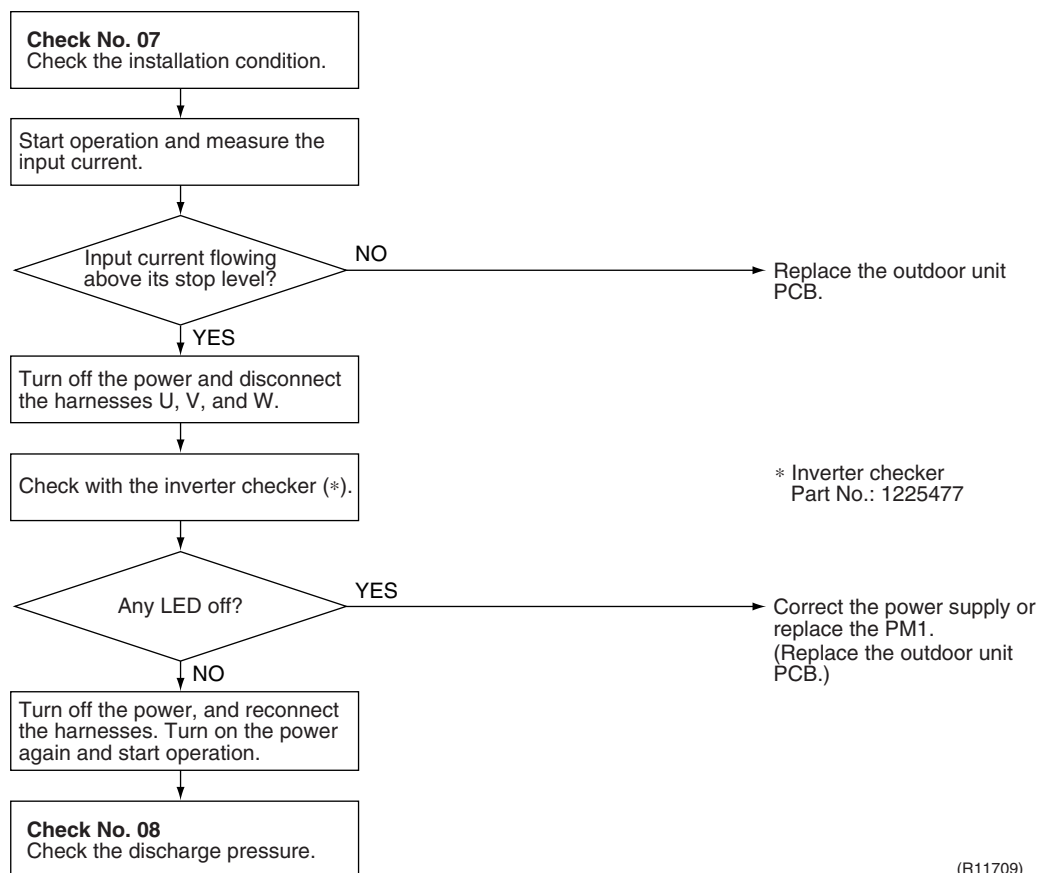 Check No. 07
Check the installation condition.
Start operation and measure the
input current.
Input current flowing
above its stop level?
NO
Replace the outdoor unit
PCB.
YES
Turn off the power and disconnect
the harnesses U, V, and W.
Check with the inverter checker (*).
* Inverter checker
Part No.: 1225477
Any LED off?
YES
Correct the power supply or
replace the PM1.
(Replace the outdoor unit
PCB.)
NO
Turn off the power, and reconnect
the harnesses. Turn on the power
again and start operation.
Check No. 08
Check the discharge pressure.
(R11709)